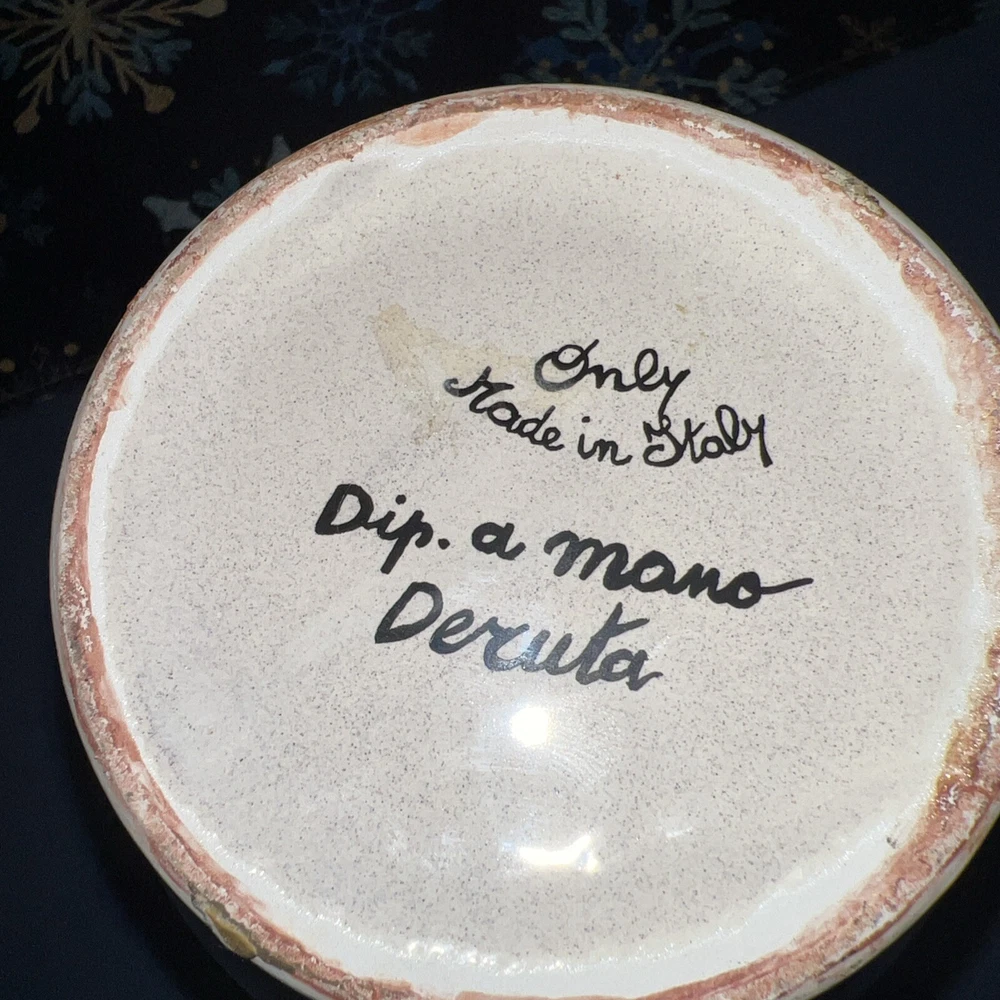 Only
Made in Italy
Dip. a mano
Deruta